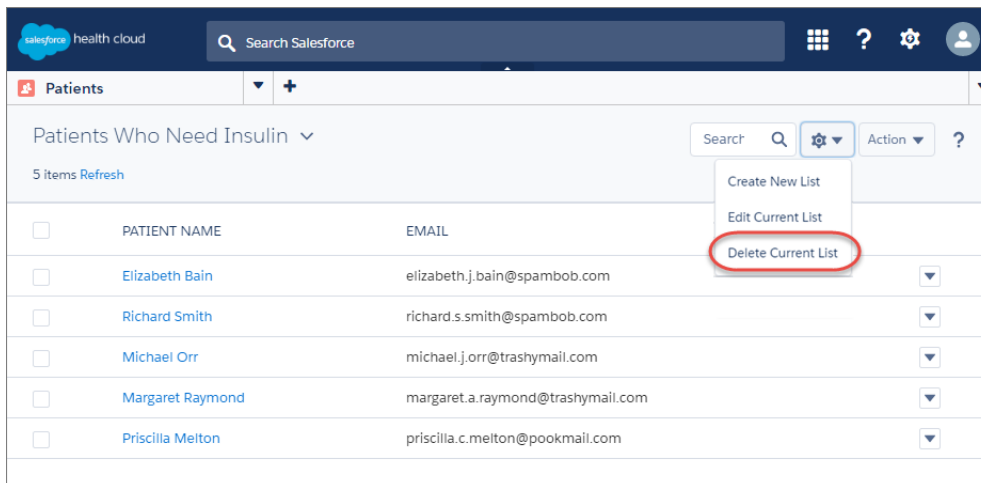 salesforce health cloud
Search Salesforce
?
Patients
+
Patients Who Need Insulin
Search
Action
?
5 items Refresh
Create New List
Edit Current List
Delete Current List
PATIENT NAME EMAIL
Elizabeth Bain elizabeth.j.bain@spambob.com
Richard Smith richard.s.smith@spambob.com
Michael Orr michael.j.orr@trashymail.com
Margaret Raymond margaret.a.raymond@trashymail.com
Priscilla Melton priscilla.c.melton@pookmail.com